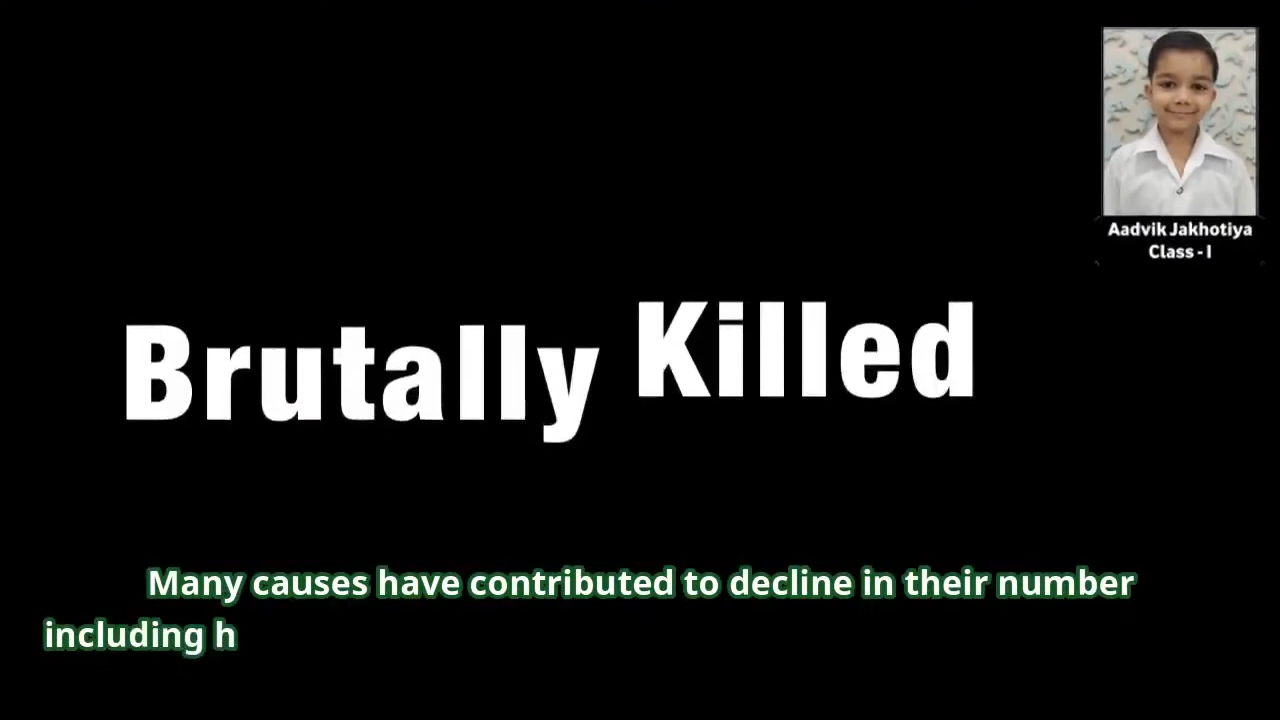 Aadvik Jakhotiya
Class - I
Brutally Killed
Many causes have contributed to decline in their number
including h